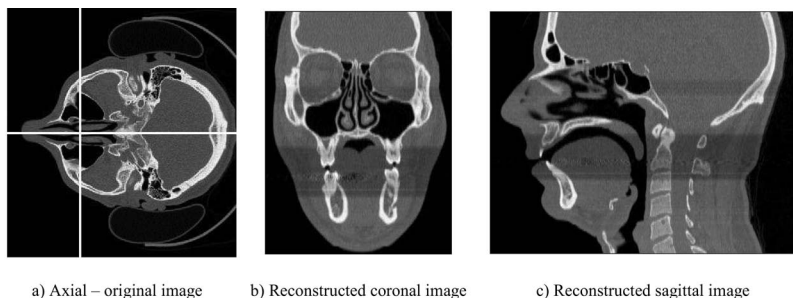 a) Axial – original image
b) Reconstructed coronal image
c) Reconstructed sagittal image